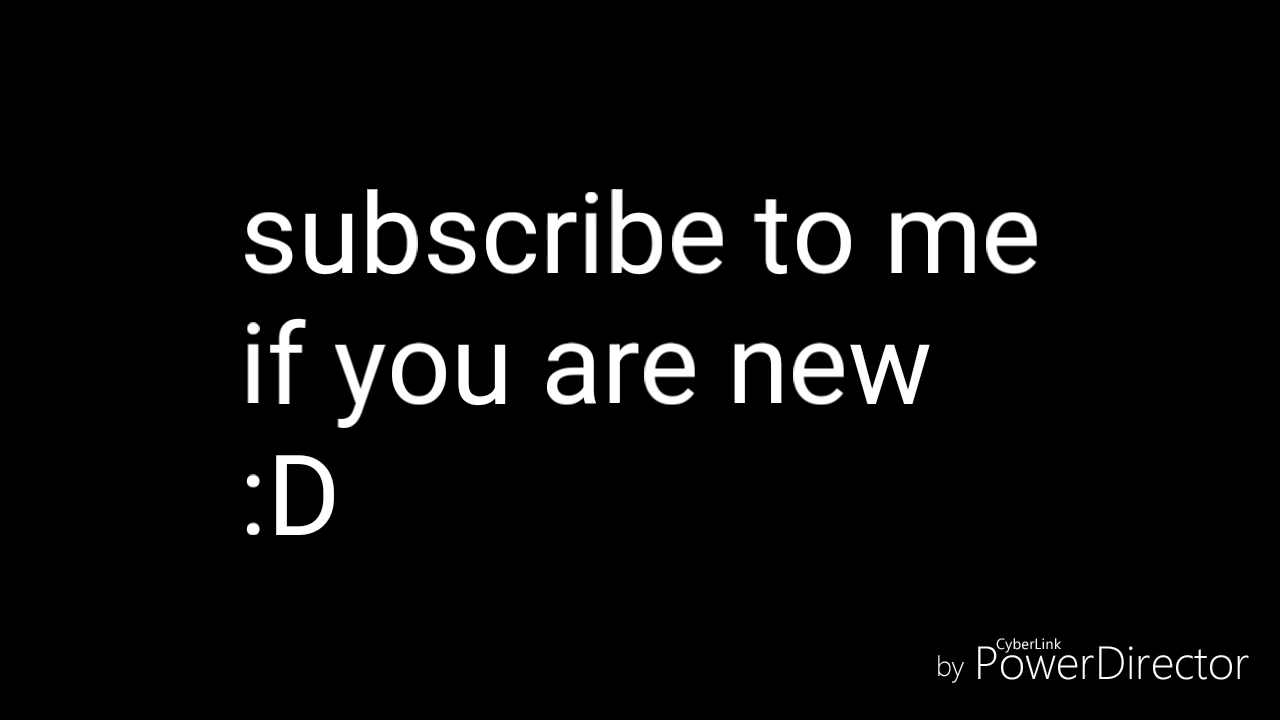 subscribe to me
if you are new
:D
CyberLink
by PowerDirector